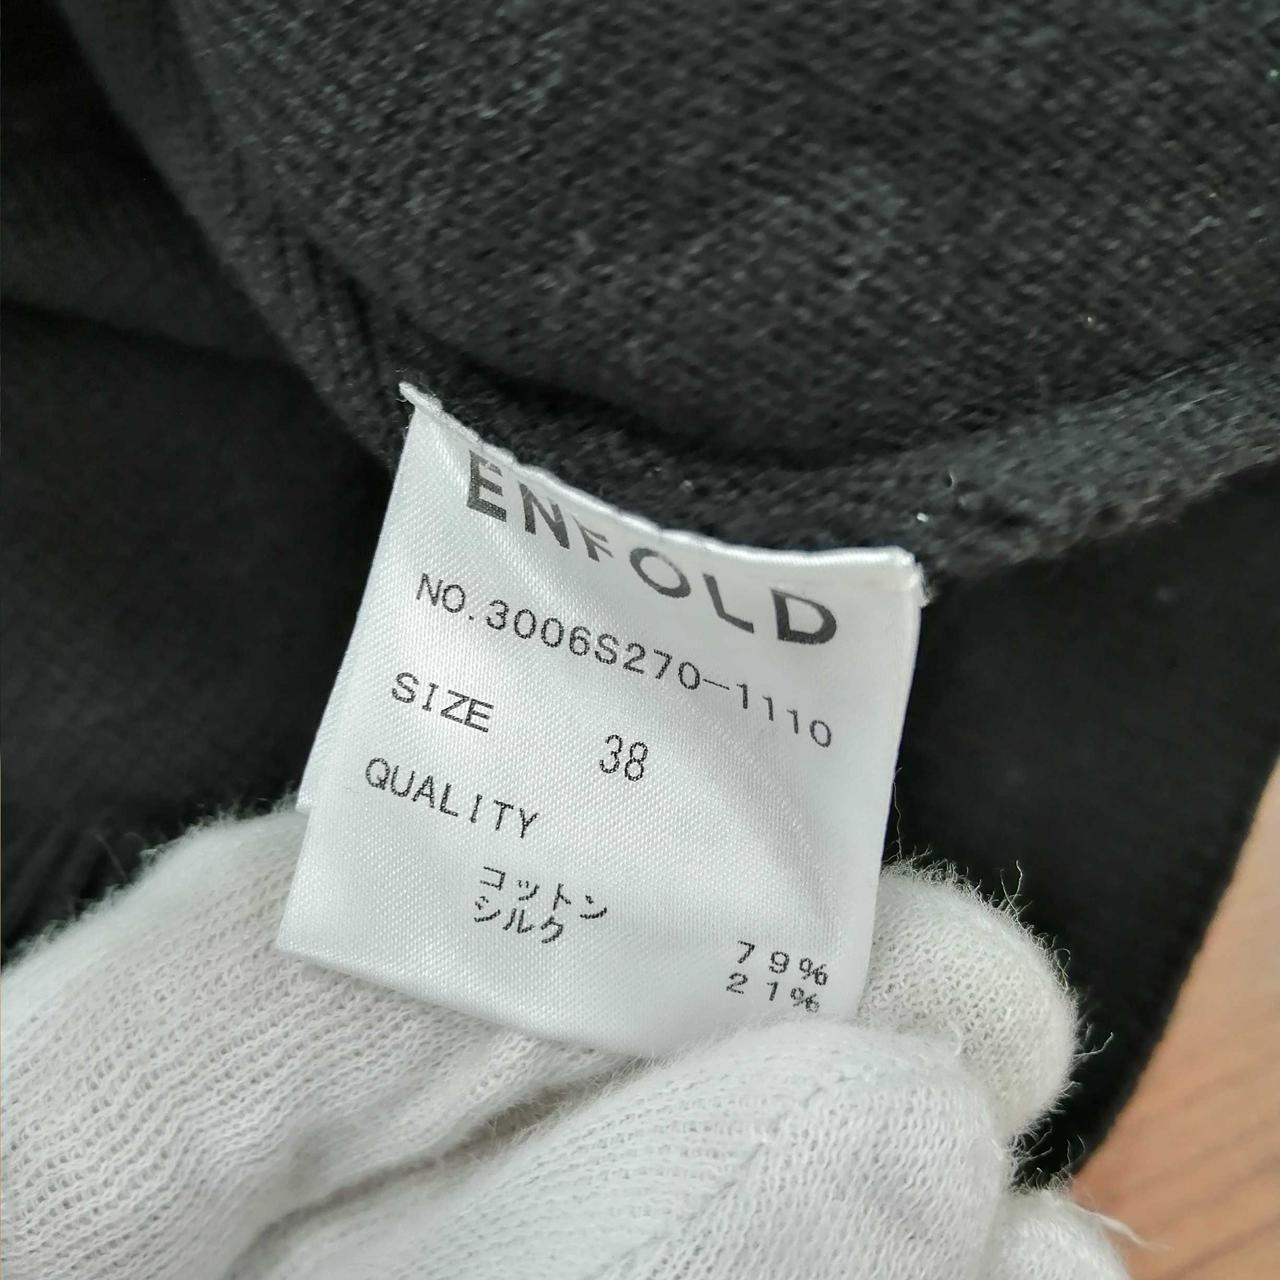 ENFOLD
NO.3006S270-1110
SIZE 38
QUALITY
コットン 79%
シルク 21%